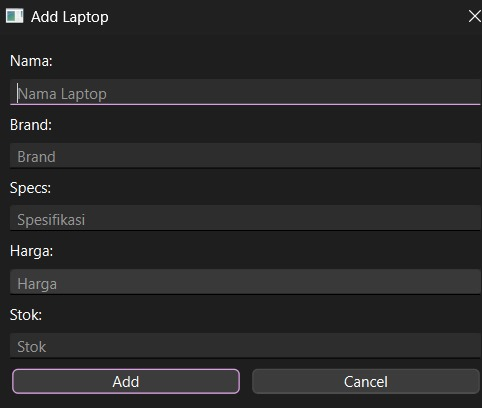 Add Laptop
Nama:
Nama Laptop
Brand:
Brand
Specs:
Spesifikasi
Harga:
Harga
Stok:
Stok
Add Cancel